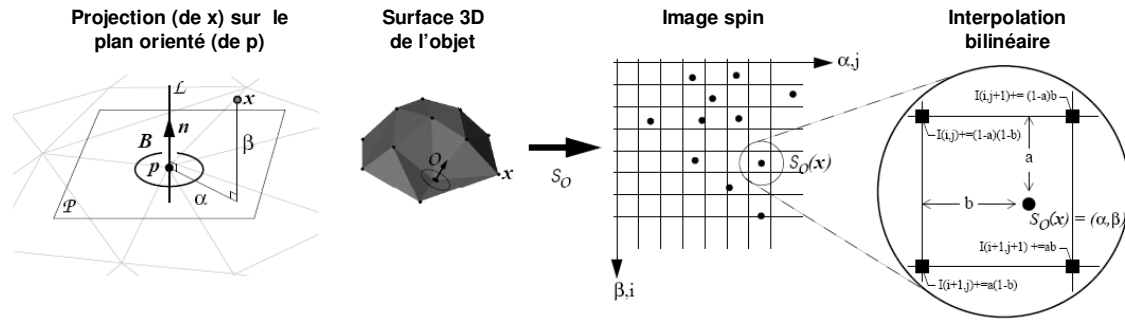 Projection (de x) sur le
plan orienté (de p)
Surface 3D
de l'objet
Image spin
Interpolation
bilinéaire
ℒ
x
n
B
β
p
α
𝒫
O
x
S_O
α,j
S_O(x)
β,i
I(i,j+1)+= (1-a)b
I(i,j)+=(1-a)(1-b)
a
b
S_O(x) = (α,β)
I(i+1,j+1) +=ab
I(i+1,j)+=a(1-b)